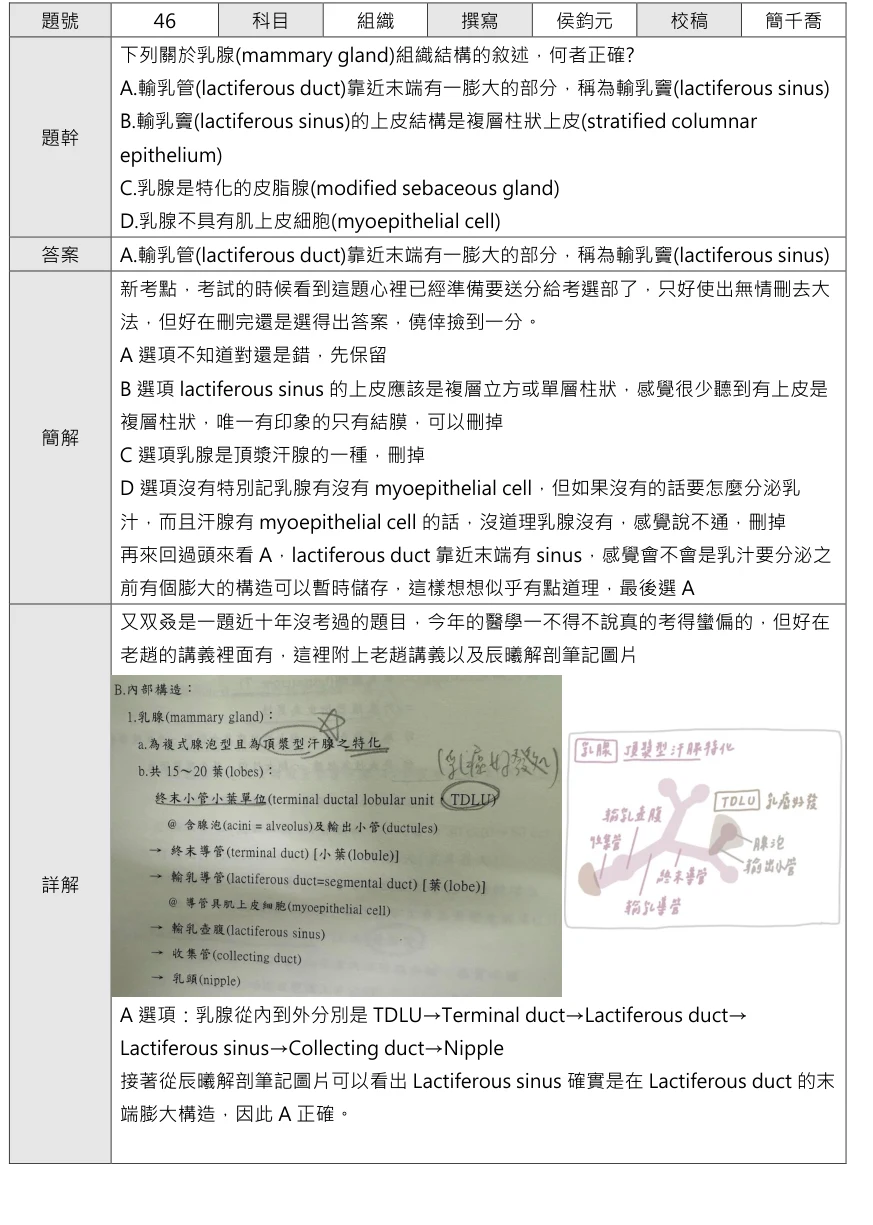 題號 46 科目 組織 撰寫 侯鈞元 校稿 簡千喬
題幹
下列關於乳腺(mammary gland)組織結構的敘述，何者正確?
A.輸乳管(lactiferous duct)靠近末端有一膨大的部分，稱為輸乳竇(lactiferous sinus)
B.輸乳竇(lactiferous sinus)的上皮結構是複層柱狀上皮(stratified columnar
epithelium)
C.乳腺是特化的皮脂腺(modified sebaceous gland)
D.乳腺不具有肌上皮細胞(myoepithelial cell)
答案
A.輸乳管(lactiferous duct)靠近末端有一膨大的部分，稱為輸乳竇(lactiferous sinus)
簡解
新考點，考試的時候看到這題心裡已經準備要送分給考選部了，只好使出無情刪去大
法，但好在刪完還是選得出答案，僥倖撿到一分。
A 選項不知道對還是錯，先保留
B 選項 lactiferous sinus 的上皮應該是複層立方或單層柱狀，感覺很少聽到有上皮是
複層柱狀，唯一有印象的只有結膜，可以刪掉
C 選項乳腺是頂漿汗腺的一種，刪掉
D 選項沒有特別記乳腺有沒有 myoepithelial cell，但如果沒有的話要怎麼分泌乳
汁，而且汗腺有 myoepithelial cell 的話，沒道理乳腺沒有，感覺說不通，刪掉
再來回過頭來看 A，lactiferous duct 靠近末端有 sinus，感覺會不會是乳汁要分泌之
前有個膨大的構造可以暫時儲存，這樣想想似乎有點道理，最後選 A
詳解
又双叒是一題近十年沒考過的題目，今年的醫學一不得不說真的考得蠻偏的，但好在
老趙的講義裡面有，這裡附上老趙講義以及辰曦解剖筆記圖片
B.內部構造：
1.乳腺(mammary gland)：
a.為複式腺泡型且為頂漿型汗腺之特化
b.共 15～20 葉(lobes)：
(乳癌好發處)
終末小管小葉單位(terminal ductal lobular unit，TDLU)
@ 含腺泡(acini = alveolus)及輸出小管(ductules)
→ 終末導管(terminal duct) [小葉(lobule)]
→ 輸乳導管(lactiferous duct=segmental duct) [葉(lobe)]
@ 導管具肌上皮細胞(myoepithelial cell)
→ 輸乳壺腹(lactiferous sinus)
→ 收集管(collecting duct)
→ 乳頭(nipple)
乳腺 頂漿型汗腺特化
TDLU 乳癌好發
輸乳壺腹
收集管
腺泡
輸出小管
終末導管
輸乳導管
A 選項：乳腺從內到外分別是 TDLU→Terminal duct→Lactiferous duct→
Lactiferous sinus→Collecting duct→Nipple
接著從辰曦解剖筆記圖片可以看出 Lactiferous sinus 確實是在 Lactiferous duct 的末
端膨大構造，因此 A 正確。